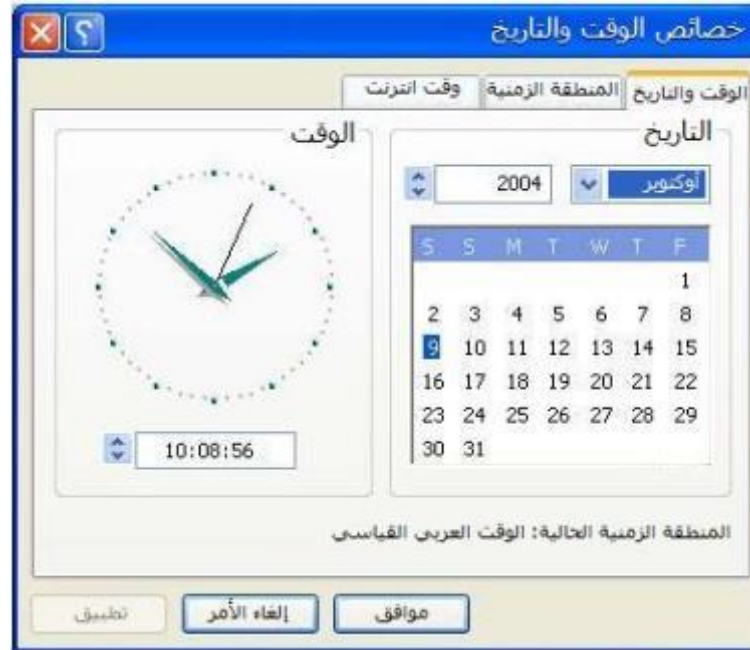 خصائص الوقت والتاريخ
الوقت والتاريخ المنطقة الزمنية وقت انترنت
التاريخ
أوكتوبر 2004
S S M T W T F
1
2 3 4 5 6 7 8
9 10 11 12 13 14 15
16 17 18 19 20 21 22
23 24 25 26 27 28 29
30 31
الوقت
10:08:56
المنطقة الزمنية الحالية: الوقت العربي القياسي
موافق إلغاء الأمر تطبيق